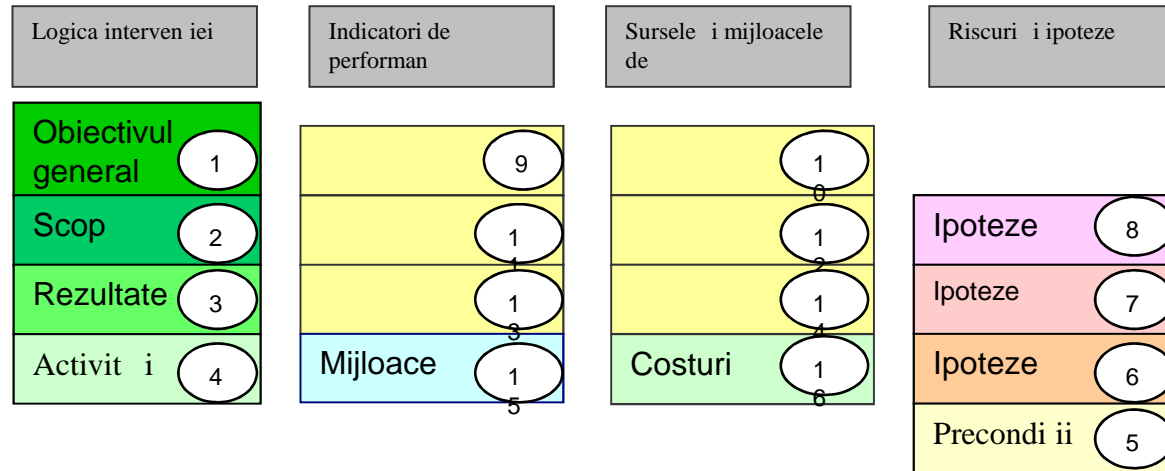 Logica interven iei
Indicatori de
performan
Sursele i mijloacele
de
Riscuri i ipoteze
Obiectivul
general
1
9
1
0
Scop
2
1
1
1
2
Ipoteze
8
Rezultate
3
1
3
1
4
Ipoteze
7
Activit i
4
Mijloace
1
5
Costuri
1
6
Ipoteze
6
Precondi ii
5